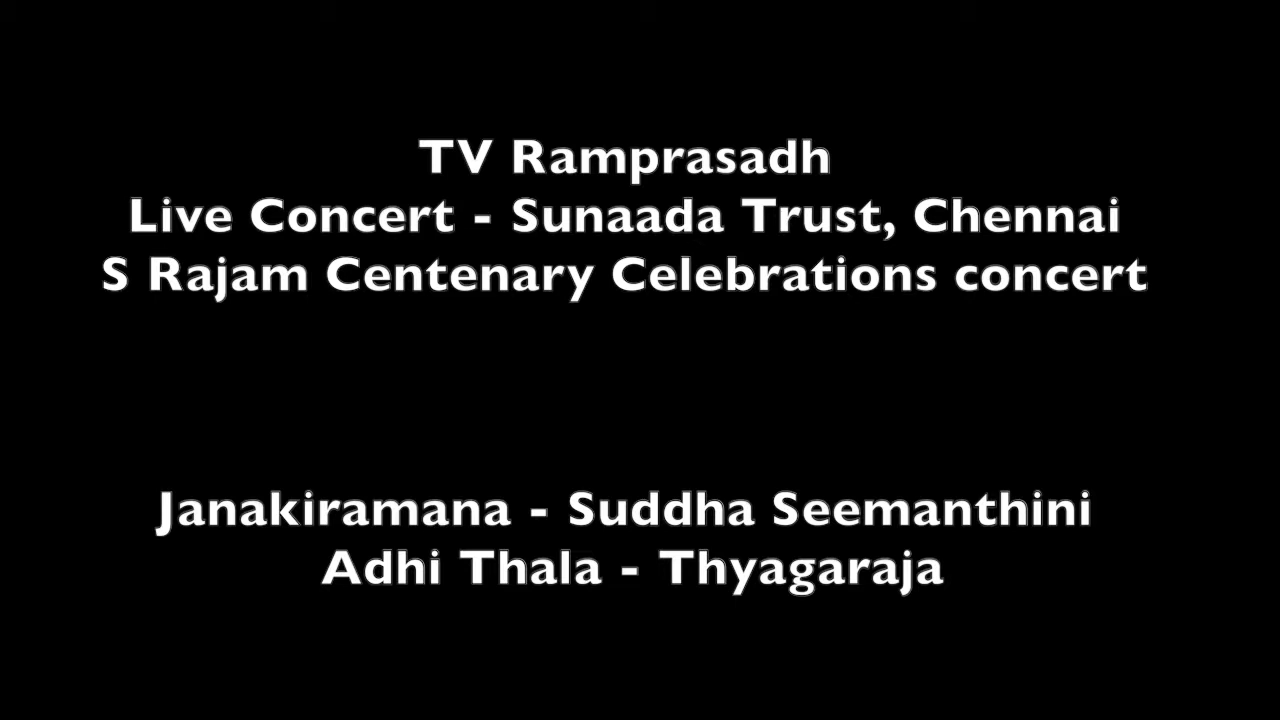 TV Ramprasadh
Live Concert - Sunaada Trust, Chennai
S Rajam Centenary Celebrations concert
Janakiramana - Suddha Seemanthini
Adhi Thala - Thyagaraja